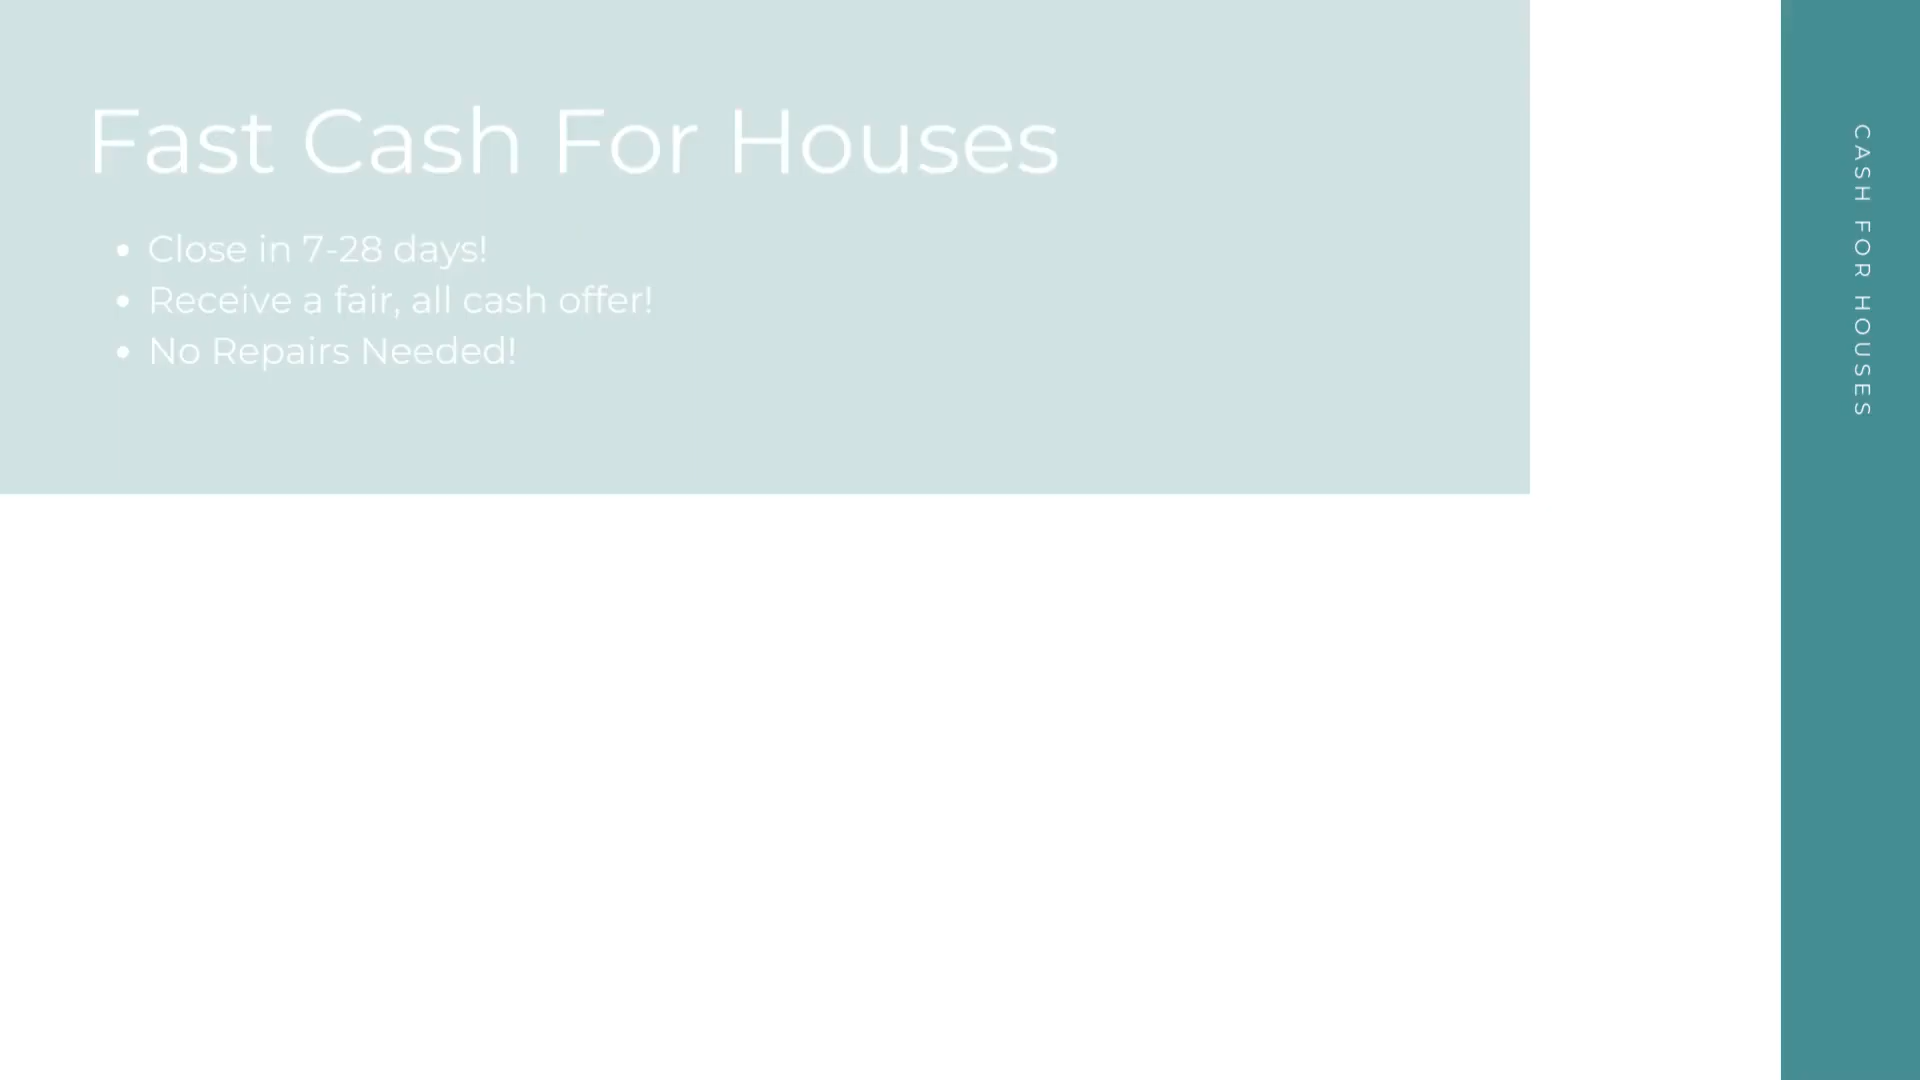 Fast Cash For Houses
• Close in 7-28 days!
• Receive a fair, all cash offer!
• No Repairs Needed!
CASH FOR HOUSES